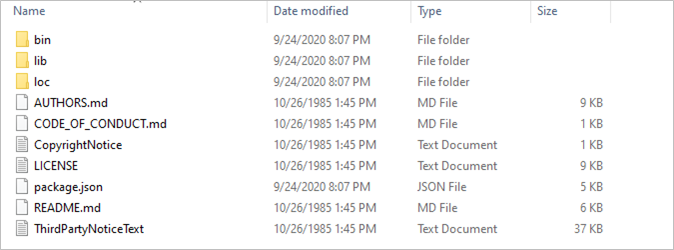 Name Date modified Type Size
bin 9/24/2020 8:07 PM File folder
lib 9/24/2020 8:07 PM File folder
loc 9/24/2020 8:07 PM File folder
AUTHORS.md 10/26/1985 1:45 PM MD File 9 KB
CODE_OF_CONDUCT.md 10/26/1985 1:45 PM MD File 1 KB
CopyrightNotice 10/26/1985 1:45 PM Text Document 1 KB
LICENSE 10/26/1985 1:45 PM Text Document 9 KB
package.json 9/24/2020 8:07 PM JSON File 5 KB
README.md 10/26/1985 1:45 PM MD File 6 KB
ThirdPartyNoticeText 10/26/1985 1:45 PM Text Document 37 KB